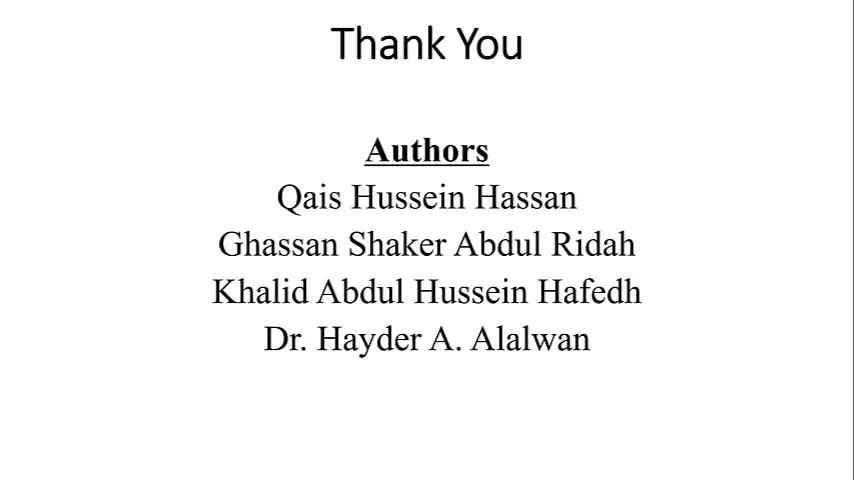 Thank You
Authors
Qais Hussein Hassan
Ghassan Shaker Abdul Ridah
Khalid Abdul Hussein Hafedh
Dr. Hayder A. Alalwan